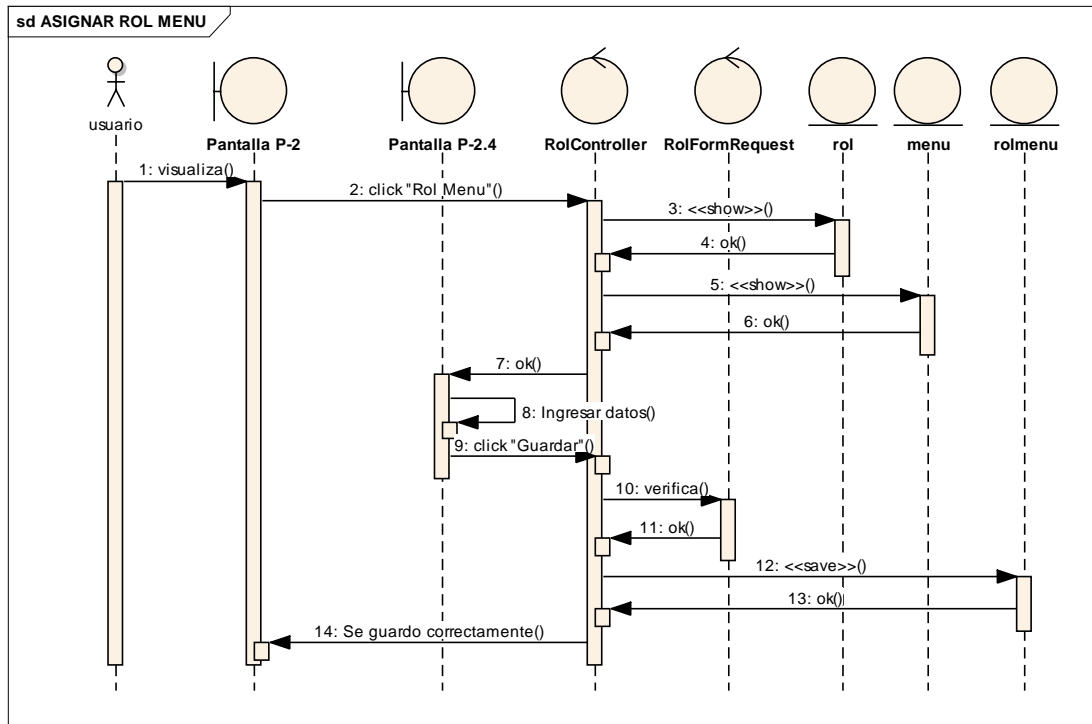 sd ASIGNAR ROL MENU
usuario
Pantalla P-2
Pantalla P-2.4
RolController
RolFormRequest
rol
menu
rolmenu
1: visualiza()
2: click "Rol Menu"()
3: <<show>>()
4: ok()
5: <<show>>()
6: ok()
7: ok()
8: Ingresar datos()
9: click "Guardar"()
10: verifica()
11: ok()
12: <<save>>()
13: ok()
14: Se guardo correctamente()